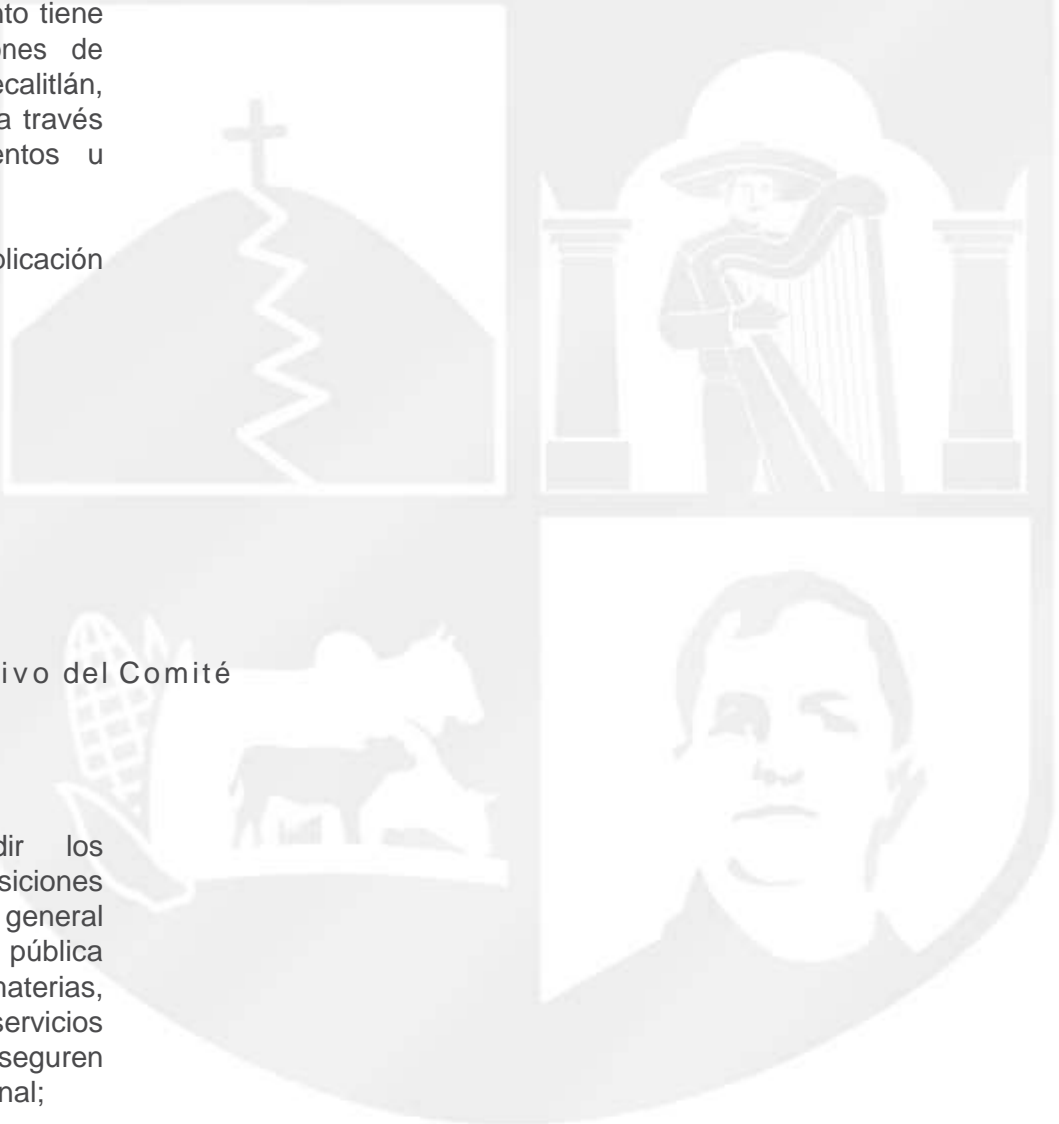 nto tiene
ones de
ecalitlán,
a través
entos u
plicación
ivo del Comité
dir los
siciones
general
pública
naterias,
servicios
seguren
nal;